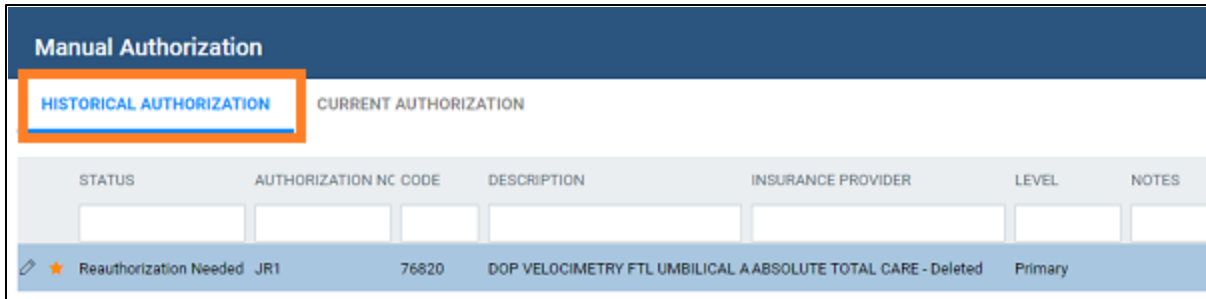 Manual Authorization
HISTORICAL AUTHORIZATION CURRENT AUTHORIZATION
STATUS AUTHORIZATION NC CODE DESCRIPTION INSURANCE PROVIDER LEVEL NOTES
Reauthorization Needed JR1 76820 DOP VELOCIMETRY FTL UMBILICAL A ABSOLUTE TOTAL CARE - Deleted Primary